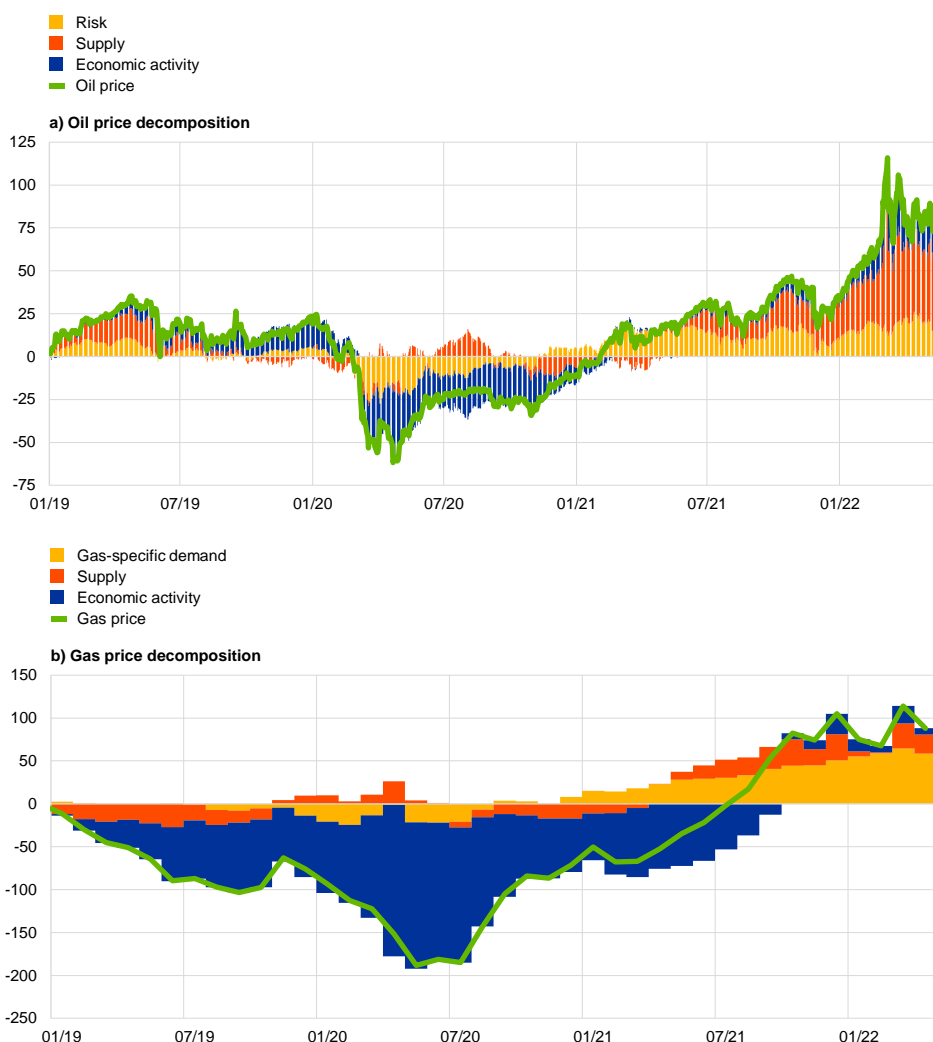 Risk
Supply
Economic activity
Oil price
a) Oil price decomposition
125
100
75
50
25
0
-25
-50
-75
01/19 07/19 01/20 07/20 01/21 07/21 01/22
Gas-specific demand
Supply
Economic activity
Gas price
b) Gas price decomposition
150
100
50
0
-50
-100
-150
-200
-250
01/19 07/19 01/20 07/20 01/21 07/21 01/22